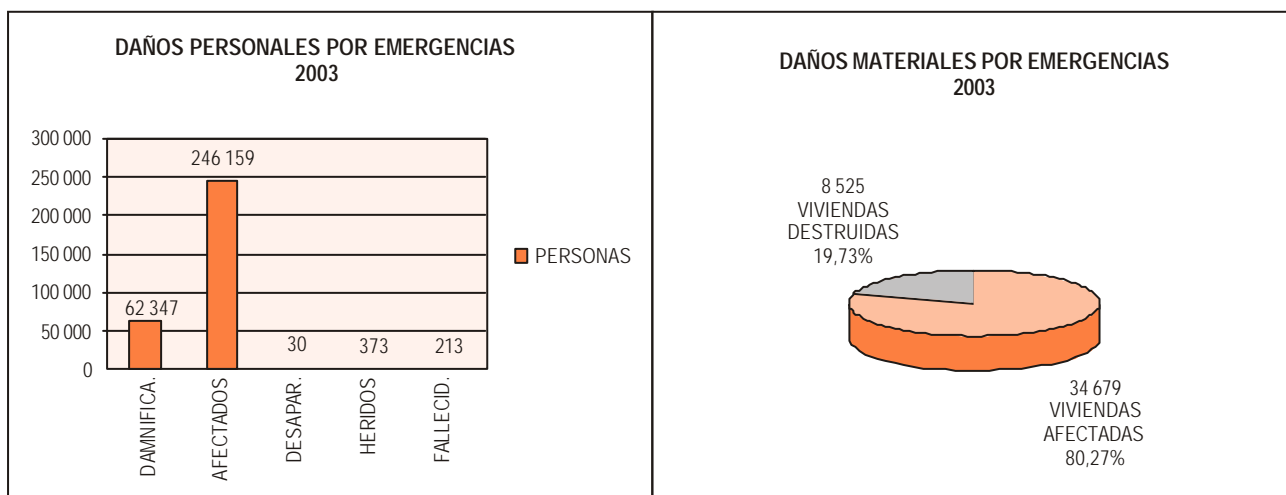 DAÑOS PERSONALES POR EMERGENCIAS
2003
300 000
250 000
200 000
150 000
100 000
50 000
0
62 347
246 159
30
373
213
DAMNIFICA.
AFECTADOS
DESAPAR.
HERIDOS
FALLECID.
PERSONAS
DAÑOS MATERIALES POR EMERGENCIAS
2003
8 525
VIVIENDAS
DESTRUIDAS
19,73%
34 679
VIVIENDAS
AFECTADAS
80,27%